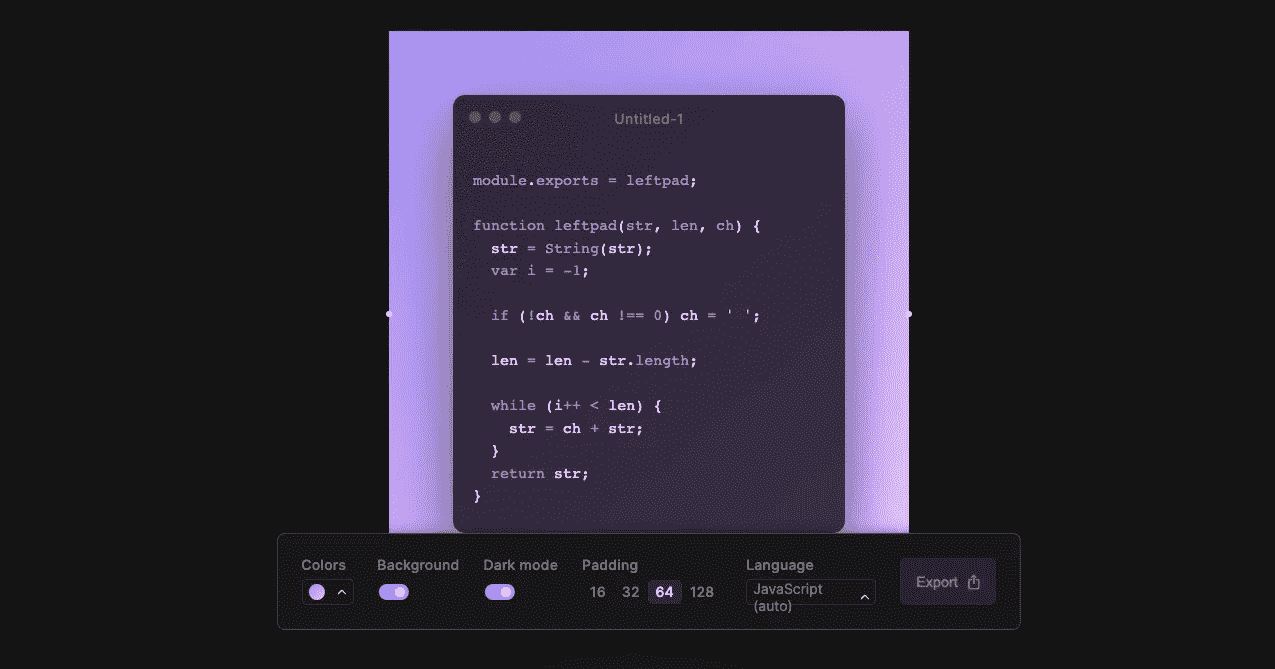 Untitled-1
module.exports = leftpad;
function leftpad(str, len, ch) {
str = String(str);
var i = -1;
if (!ch && ch !== 0) ch = ' ';
len = len - str.length;
while (i++ < len) {
str = ch + str;
}
return str;
}
Colors Background Dark mode Padding Language
16 32 64 128 JavaScript (auto) Export